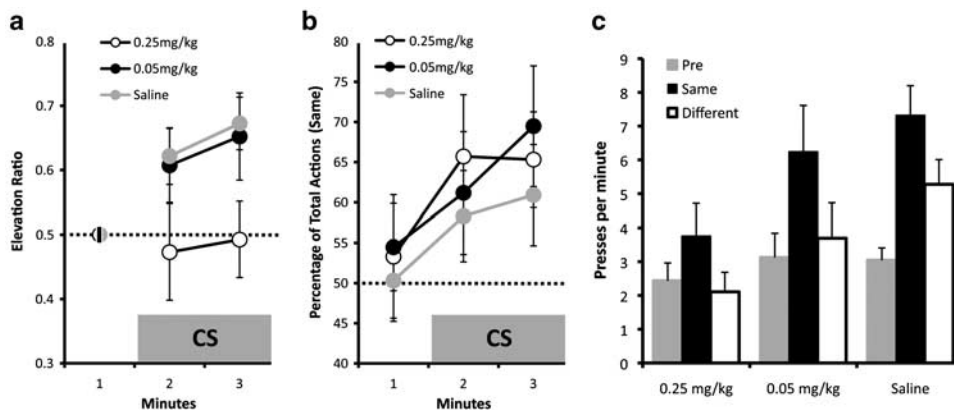 a
Elevation Ratio
0.8
0.7
0.6
0.5
0.4
0.3
0.25mg/kg
0.05mg/kg
Saline
CS
1 2 3
Minutes
b
Percentage of Total Actions (Same)
80
75
70
65
60
55
50
45
40
0.25mg/kg
0.05mg/kg
Saline
CS
1 2 3
Minutes
c
Presses per minute
9
8
7
6
5
4
3
2
1
0
Pre
Same
Different
0.25 mg/kg 0.05 mg/kg Saline